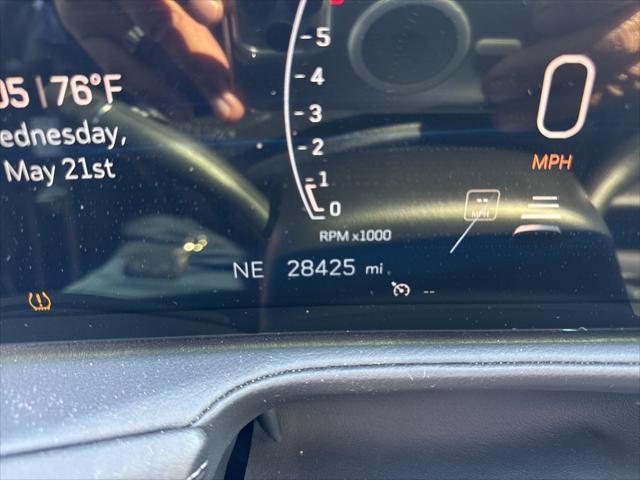 05 | 76°F
ednesday,
May 21st
5
4
3
2
1
0
RPM x1000
0
MPH
--
MPH
NE 28425 mi
--